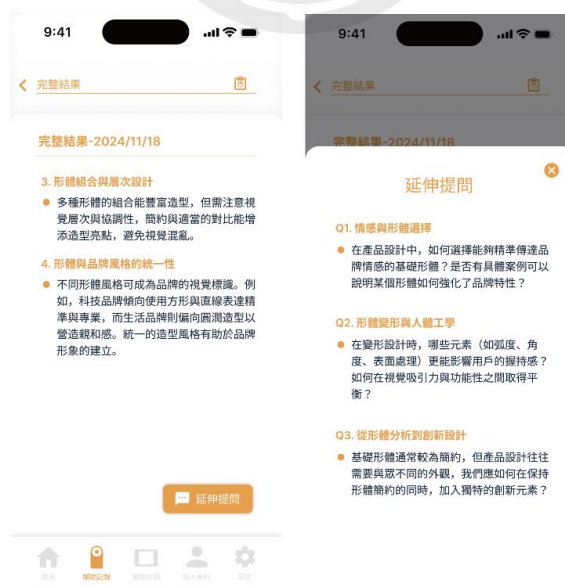 9:41
完整結果
完整結果-2024/11/18
3. 形體組合與層次設計
多種形體的組合能豐富造型，但需注意視
覺層次與協調性，簡約與適當的對比能增
添造型亮點，避免視覺混亂。
4. 形體與品牌風格的統一性
不同形體風格可成為品牌的視覺標識。例
如，科技品牌傾向使用方形與直線表達精
準與專業，而生活品牌則偏向圓潤造型以
營造親和感。統一的造型風格有助於品牌
形象的建立。
延伸提問
首頁
輔助記錄
輔助討論
個人資料
設定
9:41
完整結果
完整結果-2024/11/18
延伸提問
Q1. 情感與形體選擇
在產品設計中，如何選擇能夠精準傳達品
牌情感的基礎形體？是否有具體案例可以
說明某個形體如何強化了品牌特性？
Q2. 形體變形與人體工學
在變形設計時，哪些元素（如弧度、角
度、表面處理）更能影響用戶的握持感？
如何在視覺吸引力與功能性之間取得平
衡？
Q3. 從形體分析到創新設計
基礎形體通常較為簡約，但產品設計往往
需要與眾不同的外觀，我們應如何在保持
形體簡約的同時，加入獨特的創新元素？